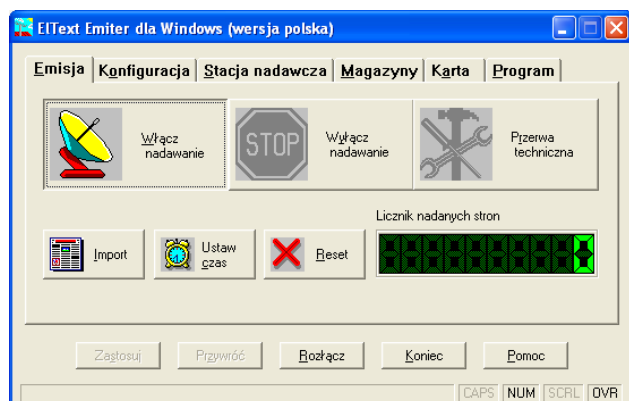 ElText Emiter dla Windows (wersja polska)
Emisja Konfiguracja Stacja nadawcza Magazyny Karta Program
Włącz
nadawanie
STOP
Wyłącz
nadawanie
Przerwa
techniczna
Licznik nadanych stron
Import
Ustaw
czas
Reset
0
Zastosuj Przywróć Rozłącz Koniec Pomoc
CAPS NUM SCRL OVR